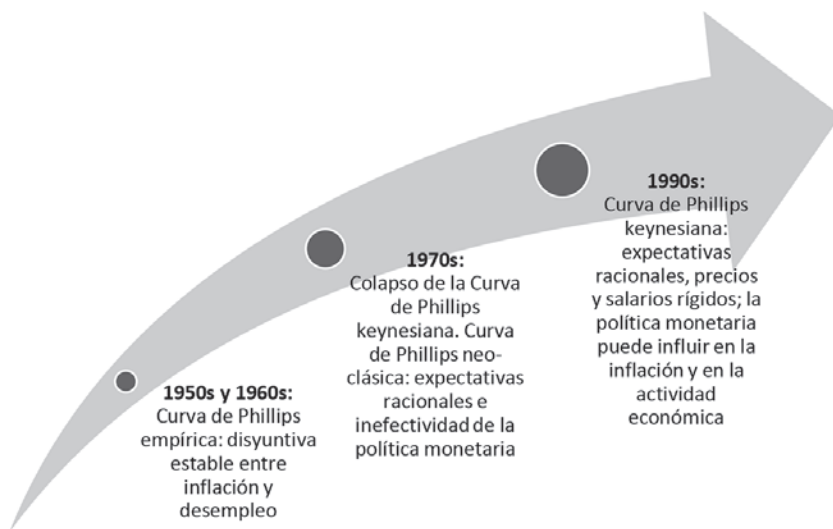 1950s y 1960s:
Curva de Phillips
empírica: disyuntiva
estable entre
inflación y
desempleo
1970s:
Colapso de la Curva
de Phillips
keynesiana. Curva
de Phillips neo-
clásica: expectativas
racionales e
inefectividad de la
política monetaria
1990s:
Curva de Phillips
keynesiana:
expectativas
racionales, precios
y salarios rígidos; la
política monetaria
puede influir en la
inflación y en la
actividad
económica